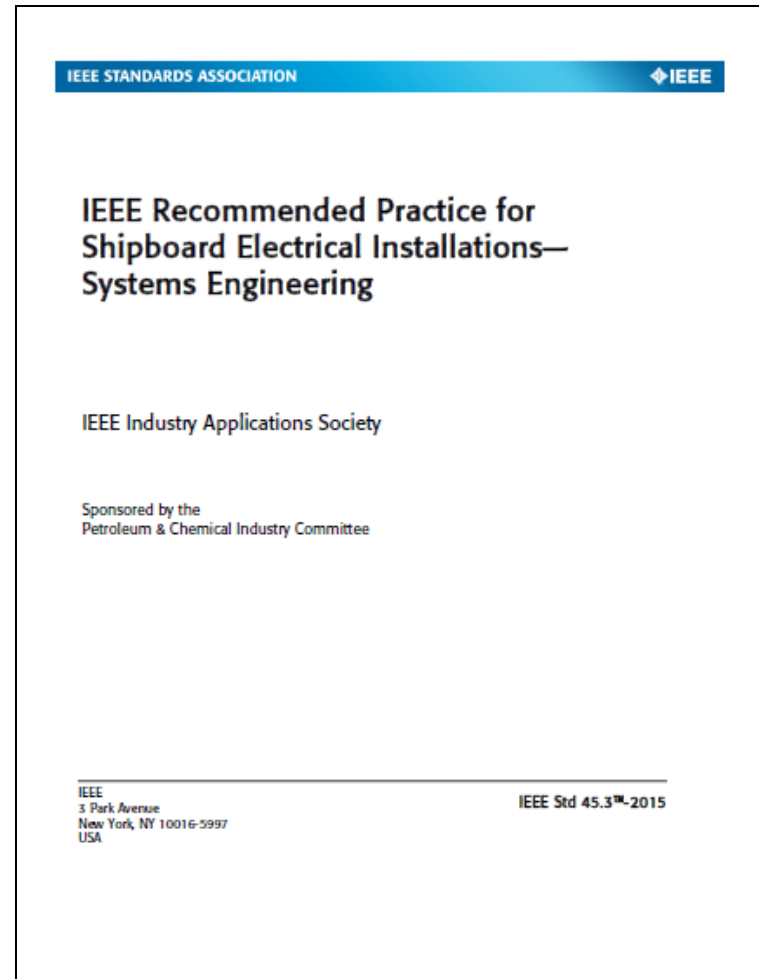 IEEE STANDARDS ASSOCIATION
IEEE
IEEE Recommended Practice for
Shipboard Electrical Installations—
Systems Engineering
IEEE Industry Applications Society
Sponsored by the
Petroleum & Chemical Industry Committee
IEEE
3 Park Avenue
New York, NY 10016-5997
USA
IEEE Std 45.3™-2015